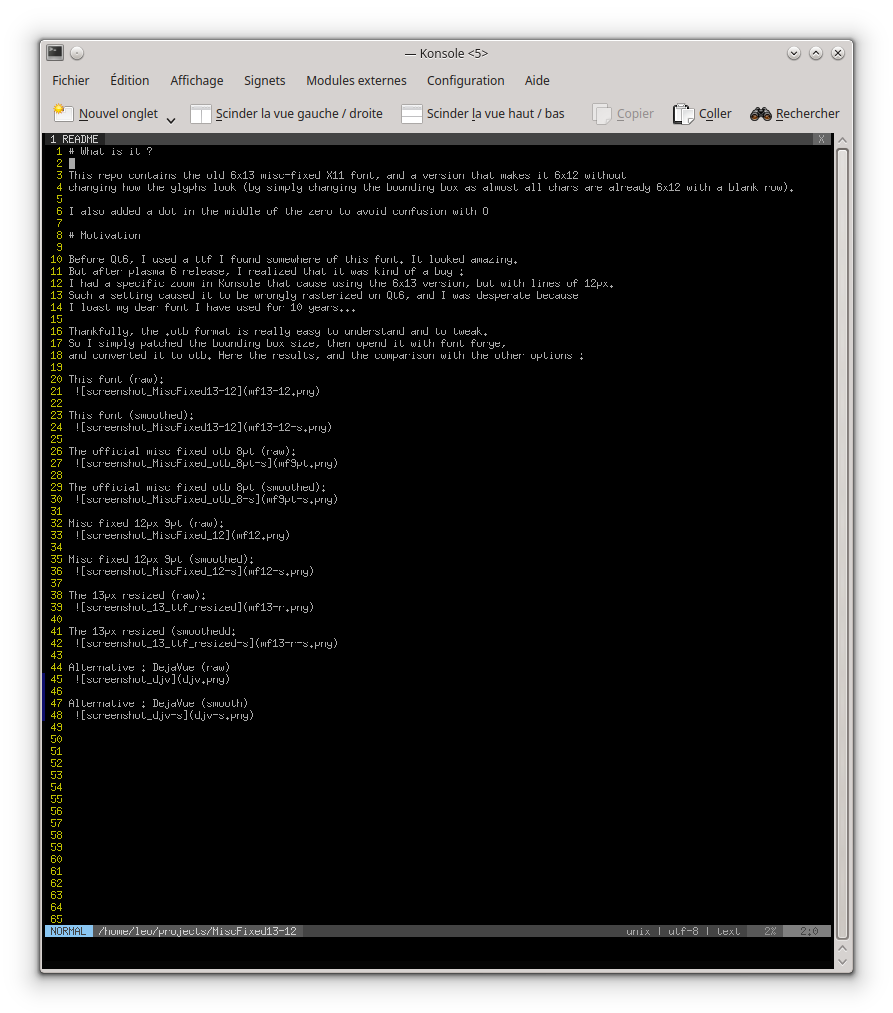 — Konsole <5>
Fichier Édition Affichage Signets Modules externes Configuration Aide
Nouvel onglet Scinder la vue gauche / droite Scinder la vue haut / bas Copier Coller Rechercher
1 README X
1 # What is it ?
2
3 This repo contains the old 6x13 misc-fixed X11 font, and a version that makes it 6x12 without
4 changing how the glyphs look (by simply changing the bounding box as almost all chars are already 6x12 with a blank row).
5
6 I also added a dot in the middle of the zero to avoid confusion with O
7
8 # Motivation
9
10 Before Qt6, I used a ttf I found somewhere of this font. It looked amazing.
11 But after plasma 6 release, I realized that it was kind of a bug :
12 I had a specific zoom in Konsole that cause using the 6x13 version, but with lines of 12px.
13 Such a setting caused it to be wrongly rasterized on Qt6, and I was desperate because
14 I loast my dear font I have used for 10 years...
15
16 Thankfully, the .otb format is really easy to understand and to tweak.
17 So I simply patched the bounding box size, then opend it with font forge,
18 and converted it to otb. Here the results, and the comparison with the other options :
19
20 This font (raw):
21 ![screenshot_MiscFixed13-12](mf13-12.png)
22
23 This font (smoothed):
24 ![screenshot_MiscFixed13-12](mf13-12-s.png)
25
26 The official misc fixed otb 8pt (raw):
27 ![screenshot_MiscFixed_otb_8pt-s](mf9pt.png)
28
29 The official misc fixed otb 8pt (smoothed):
30 ![screenshot_MiscFixed_otb_8-s](mf9pt-s.png)
31
32 Misc fixed 12px 9pt (raw):
33 ![screenshot_MiscFixed_12](mf12.png)
34
35 Misc fixed 12px 9pt (smoothed):
36 ![screenshot_MiscFixed_12-s](mf12-s.png)
37
38 The 13px resized (raw):
39 ![screenshot_13_ttf_resized](mf13-r.png)
40
41 The 13px resized (smoothedd:
42 ![screenshot_13_ttf_resized-s](mf13-r-s.png)
43
44 Alternative : DejaVue (raw)
45 ![screenshot_djv](djv.png)
46
47 Alternative : DejaVue (smooth)
48 ![screenshot_djv-s](djv-s.png)
49
50
51
52
53
54
55
56
57
58
59
60
61
62
63
64
65
NORMAL /home/leo/projects/MiscFixed13-12 unix | utf-8 | text 2% 2:0